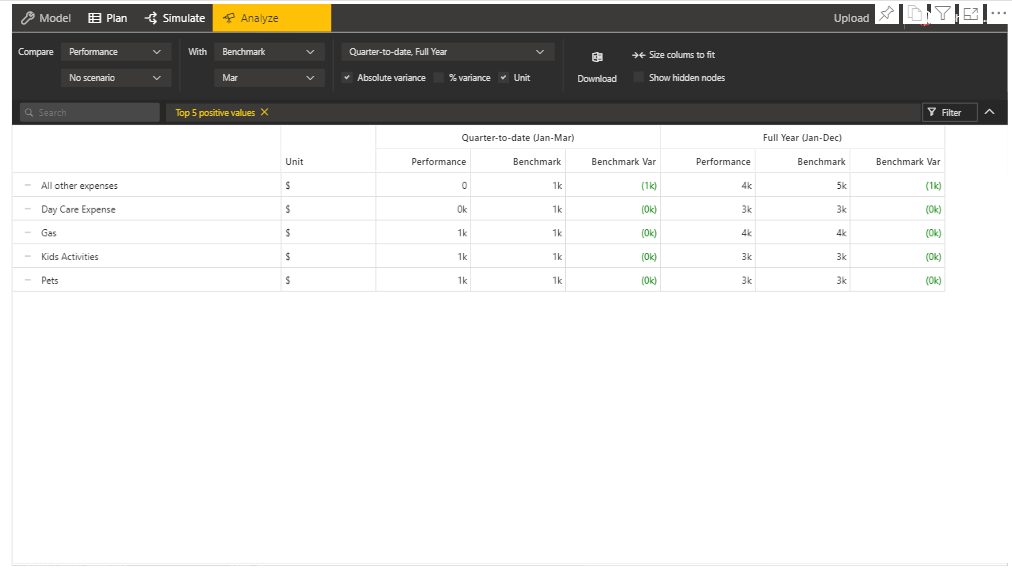 Model Plan Simulate Analyze Upload
Compare Performance With Benchmark Quarter-to-date, Full Year Size colums to fit
No scenario Mar Absolute variance % variance Unit Download Show hidden nodes
Search Top 5 positive values Filter
Quarter-to-date (Jan-Mar) Full Year (Jan-Dec)
Unit Performance Benchmark Benchmark Var Performance Benchmark Benchmark Var
All other expenses $ 0 1k (1k) 4k 5k (1k)
Day Care Expense $ 0k 1k (0k) 3k 3k (0k)
Gas $ 1k 1k (0k) 4k 4k (0k)
Kids Activities $ 1k 1k (0k) 3k 3k (0k)
Pets $ 1k 1k (0k) 3k 3k (0k)